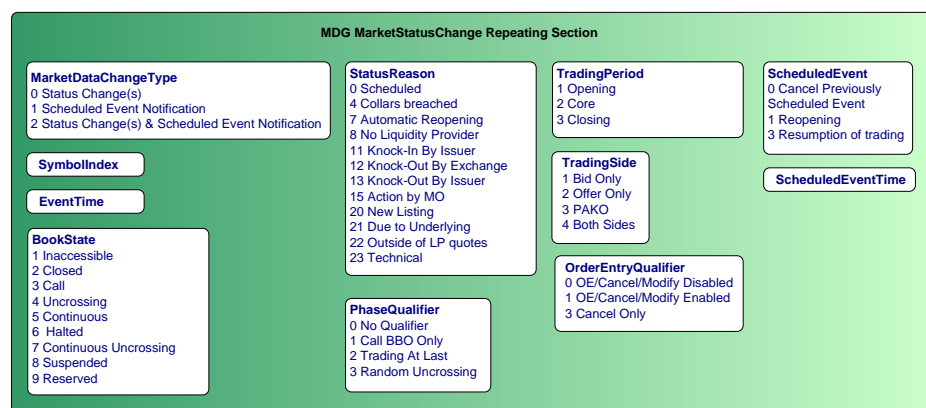 MDG MarketStatusChange Repeating Section
MarketDataChangeType
0 Status Change(s)
1 Scheduled Event Notification
2 Status Change(s) & Scheduled Event Notification
SymbolIndex
EventTime
BookState
1 Inaccessible
2 Closed
3 Call
4 Uncrossing
5 Continuous
6 Halted
7 Continuous Uncrossing
8 Suspended
9 Reserved
StatusReason
0 Scheduled
4 Collars breached
7 Automatic Reopening
8 No Liquidity Provider
11 Knock-In By Issuer
12 Knock-Out By Exchange
13 Knock-Out By Issuer
15 Action by MO
20 New Listing
21 Due to Underlying
22 Outside of LP quotes
23 Technical
PhaseQualifier
0 No Qualifier
1 Call BBO Only
2 Trading At Last
3 Random Uncrossing
TradingPeriod
1 Opening
2 Core
3 Closing
TradingSide
1 Bid Only
2 Offer Only
3 PAKO
4 Both Sides
OrderEntryQualifier
0 OE/Cancel/Modify Disabled
1 OE/Cancel/Modify Enabled
3 Cancel Only
ScheduledEvent
0 Cancel Previously
Scheduled Event
1 Reopening
3 Resumption of trading
ScheduledEventTime